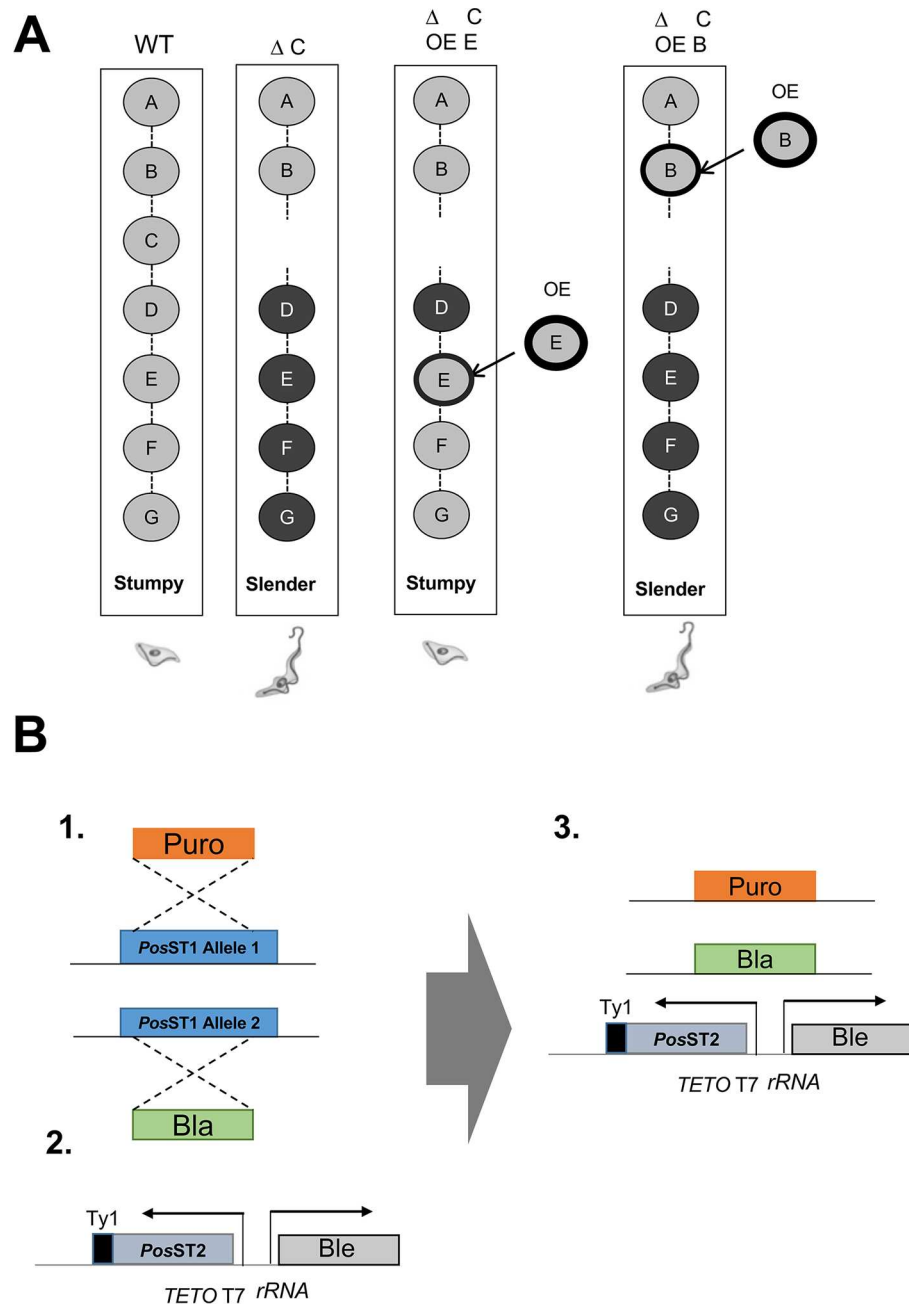 A
WT
Δ C
Δ C
OE E
Δ C
OE B
A
B
C
D
E
F
G
Stumpy
A
B
D
E
F
G
Slender
A
B
D
E
F
G
Stumpy
OE
E
A
B
D
E
F
G
Slender
OE
B
B
1.
Puro
PosST1 Allele 1
PosST1 Allele 2
Bla
2.
Ty1
PosST2
Ble
TETO T7 rRNA
3.
Puro
Bla
Ty1
PosST2
Ble
TETO T7 rRNA